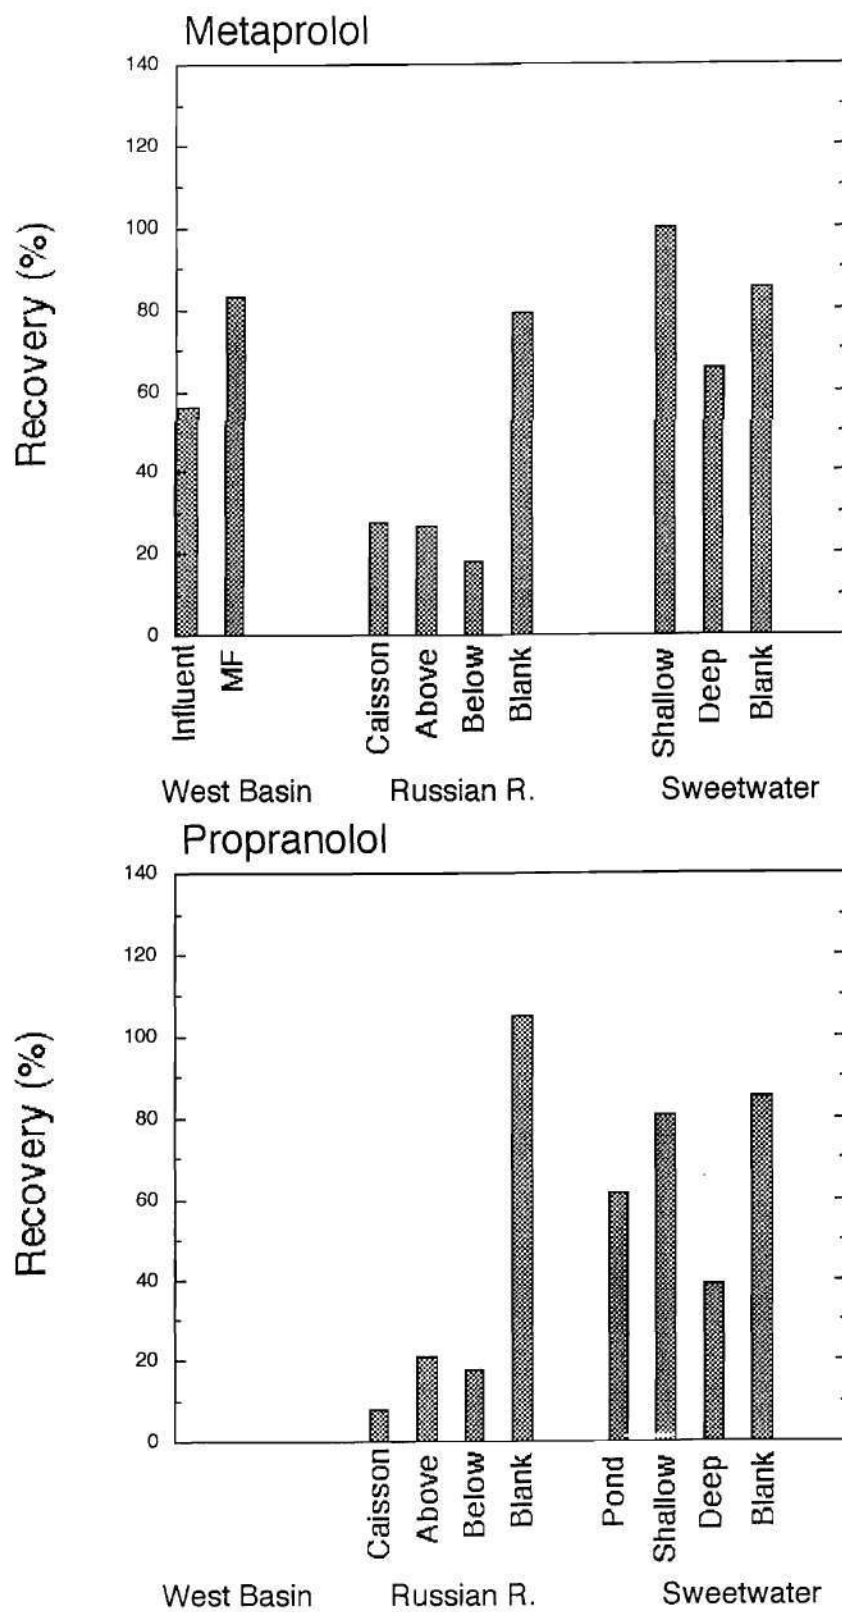 Metaprolol
Recovery (%)
140
120
100
80
60
40
20
0
Influent MF Caisson Above Below Blank Shallow Deep Blank
West Basin Russian R. Sweetwater
Propranolol
Recovery (%)
140
120
100
80
60
40
20
0
Caisson Above Below Blank Pond Shallow Deep Blank
West Basin Russian R. Sweetwater